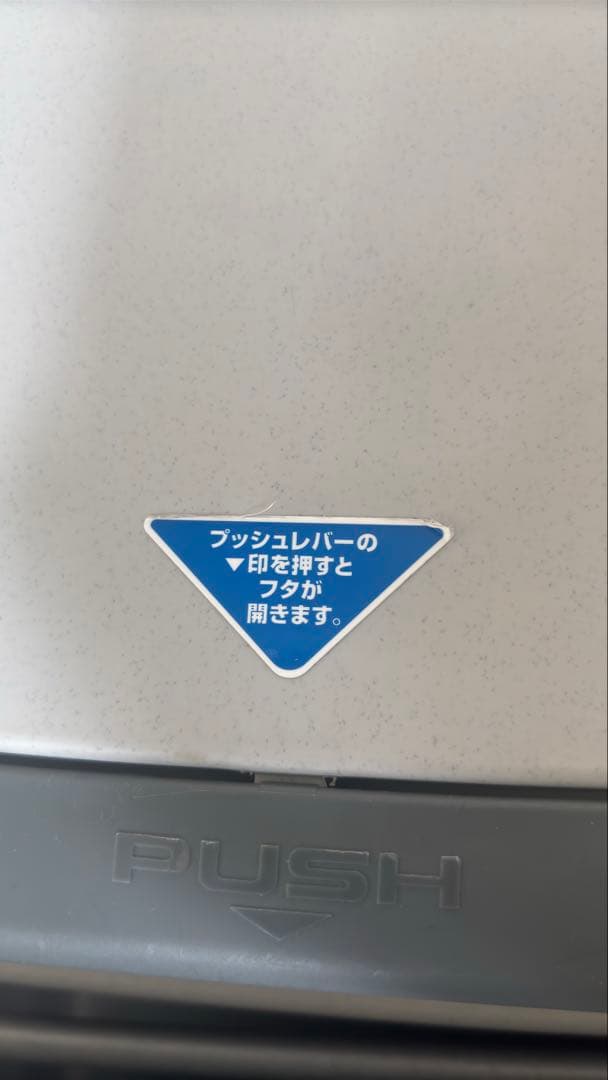 プッシュレバーの
▼印を押すと
フタが
開きます。
PUSH
▼